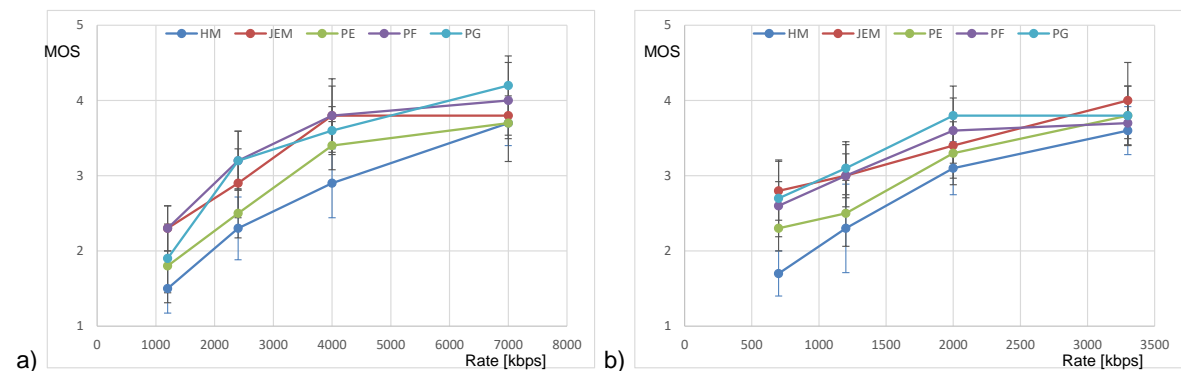 5
HM JEM PE PF PG
MOS
4
3
2
1
0 1000 2000 3000 4000 5000 6000 7000 8000
a) Rate [kbps]
5
HM JEM PE PF PG
MOS
4
3
2
1
0 500 1000 1500 2000 2500 3000 3500
b) Rate [kbps]